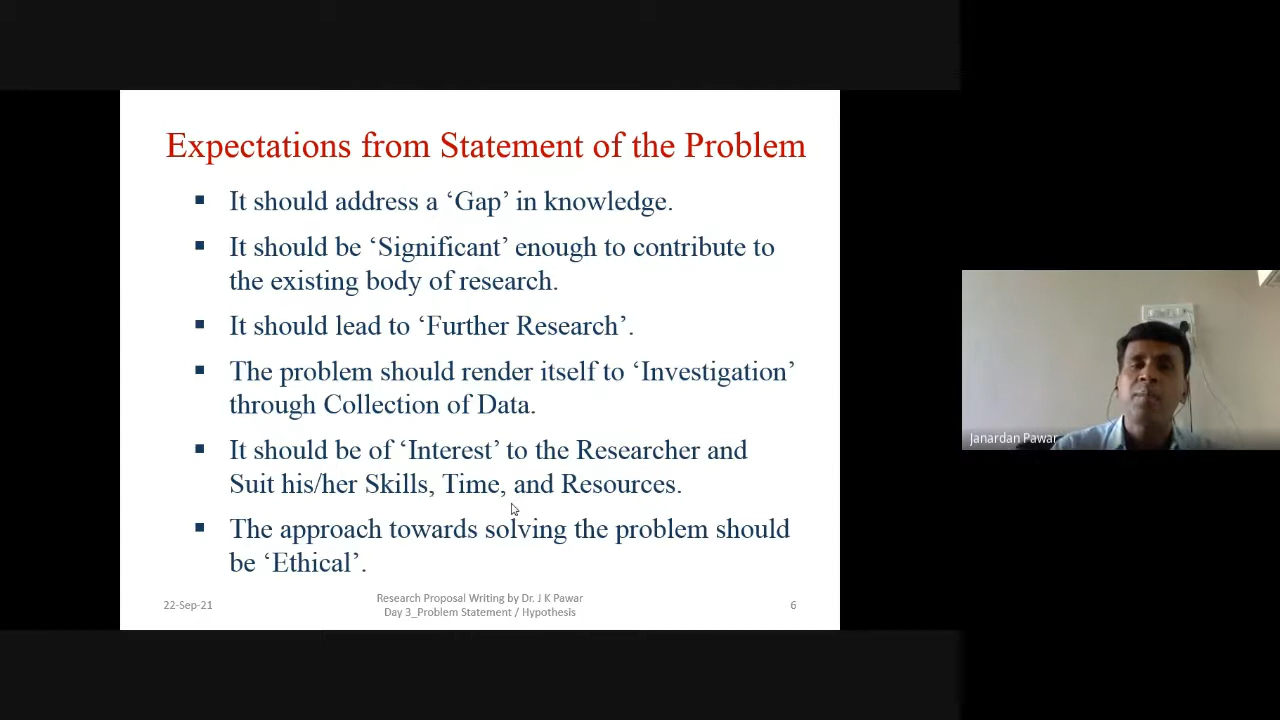 Expectations from Statement of the Problem
▪ It should address a ‘Gap’ in knowledge.
▪ It should be ‘Significant’ enough to contribute to
the existing body of research.
▪ It should lead to ‘Further Research’.
▪ The problem should render itself to ‘Investigation’
through Collection of Data.
▪ It should be of ‘Interest’ to the Researcher and
Suit his/her Skills, Time, and Resources.
▪ The approach towards solving the problem should
be ‘Ethical’.
22-Sep-21
Research Proposal Writing by Dr. J K Pawar
Day 3_Problem Statement / Hypothesis
6
Janardan Pawar